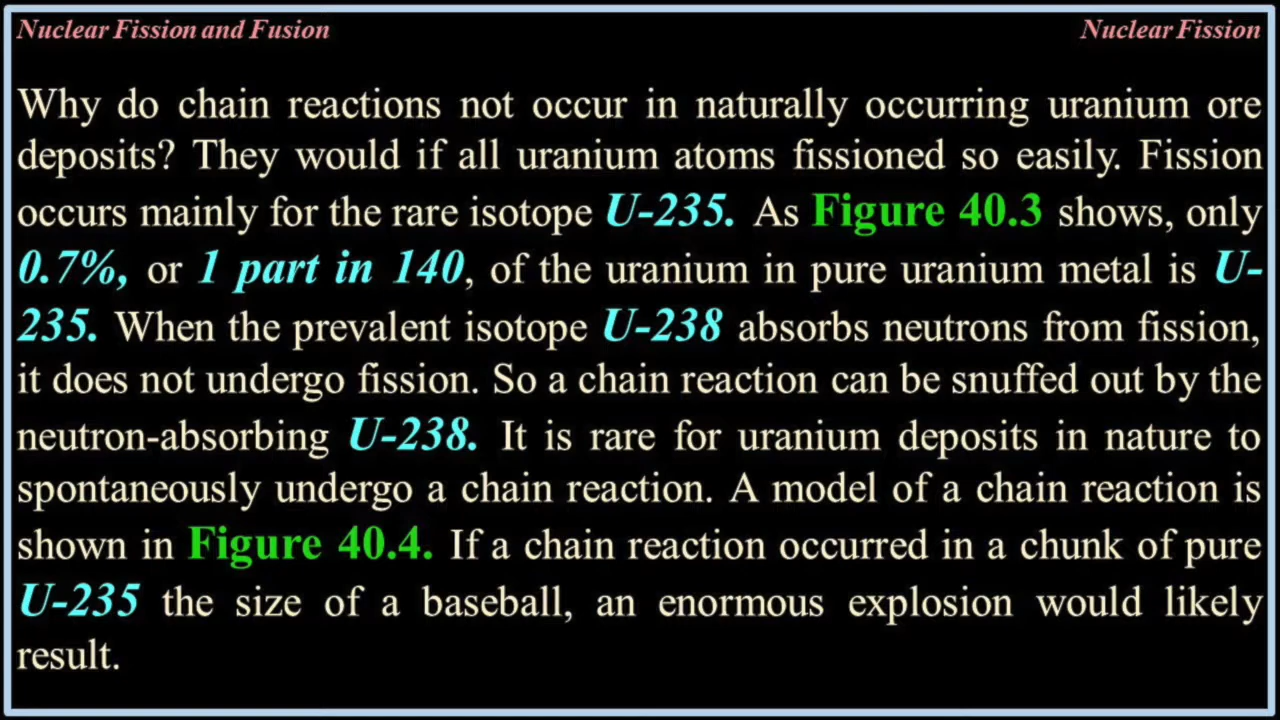 Nuclear Fission and Fusion
Nuclear Fission
Why do chain reactions not occur in naturally occurring uranium ore
deposits? They would if all uranium atoms fissioned so easily. Fission
occurs mainly for the rare isotope U-235. As Figure 40.3 shows, only
0.7%, or 1 part in 140, of the uranium in pure uranium metal is U-
235. When the prevalent isotope U-238 absorbs neutrons from fission,
it does not undergo fission. So a chain reaction can be snuffed out by the
neutron-absorbing U-238. It is rare for uranium deposits in nature to
spontaneously undergo a chain reaction. A model of a chain reaction is
shown in Figure 40.4. If a chain reaction occurred in a chunk of pure
U-235 the size of a baseball, an enormous explosion would likely
result.